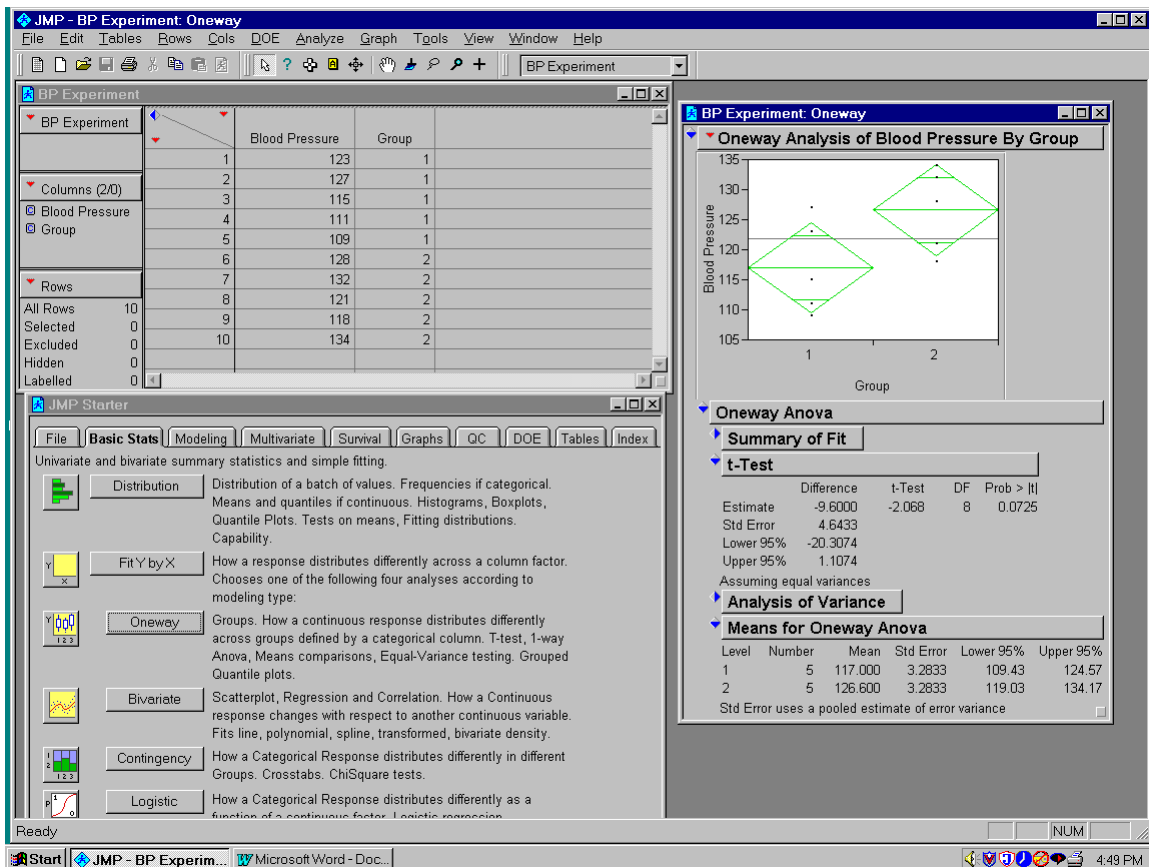 JMP - BP Experiment: Oneway
File Edit Tables Rows Cols DOE Analyze Graph Tools View Window Help
BP Experiment
BP Experiment
BP Experiment
Columns (2/0)
Blood Pressure
Group
Rows
All Rows 10
Selected 0
Excluded 0
Hidden 0
Labelled 0
Blood Pressure Group
1 123 1
2 127 1
3 115 1
4 111 1
5 109 1
6 128 2
7 132 2
8 121 2
9 118 2
10 134 2
JMP Starter
File Basic Stats Modeling Multivariate Survival Graphs QC DOE Tables Index
Univariate and bivariate summary statistics and simple fitting.
Distribution
Distribution of a batch of values. Frequencies if categorical.
Means and quantiles if continuous. Histograms, Boxplots,
Quantile Plots. Tests on means, Fitting distributions.
Capability.
Y X
Fit Y by X
How a response distributes differently across a column factor.
Chooses one of the following four analyses according to
modeling type:
Y 1 2 3
Oneway
Groups. How a continuous response distributes differently
across groups defined by a categorical column. T-test, 1-way
Anova, Means comparisons, Equal-Variance testing. Grouped
Quantile plots.
Bivariate
Scatterplot, Regression and Correlation. How a Continuous
response changes with respect to another continuous variable.
Fits line, polynomial, spline, transformed, bivariate density.
1 2 1 2 3
Contingency
How a Categorical Response distributes differently in different
Groups. Crosstabs. ChiSquare tests.
P 1 0
Logistic
How a Categorical Response distributes differently as a
function of a continuous factor. Logistic regression
BP Experiment: Oneway
Oneway Analysis of Blood Pressure By Group
135
130
125
120
115
110
105
Blood Pressure
1 2
Group
Oneway Anova
Summary of Fit
t-Test
Difference t-Test DF Prob > |t|
Estimate -9.6000 -2.068 8 0.0725
Std Error 4.6433
Lower 95% -20.3074
Upper 95% 1.1074
Assuming equal variances
Analysis of Variance
Means for Oneway Anova
Level Number Mean Std Error Lower 95% Upper 95%
1 5 117.000 3.2833 109.43 124.57
2 5 126.600 3.2833 119.03 134.17
Std Error uses a pooled estimate of error variance
Ready
NUM
Start JMP - BP Experim... Microsoft Word - Doc... 4:49 PM